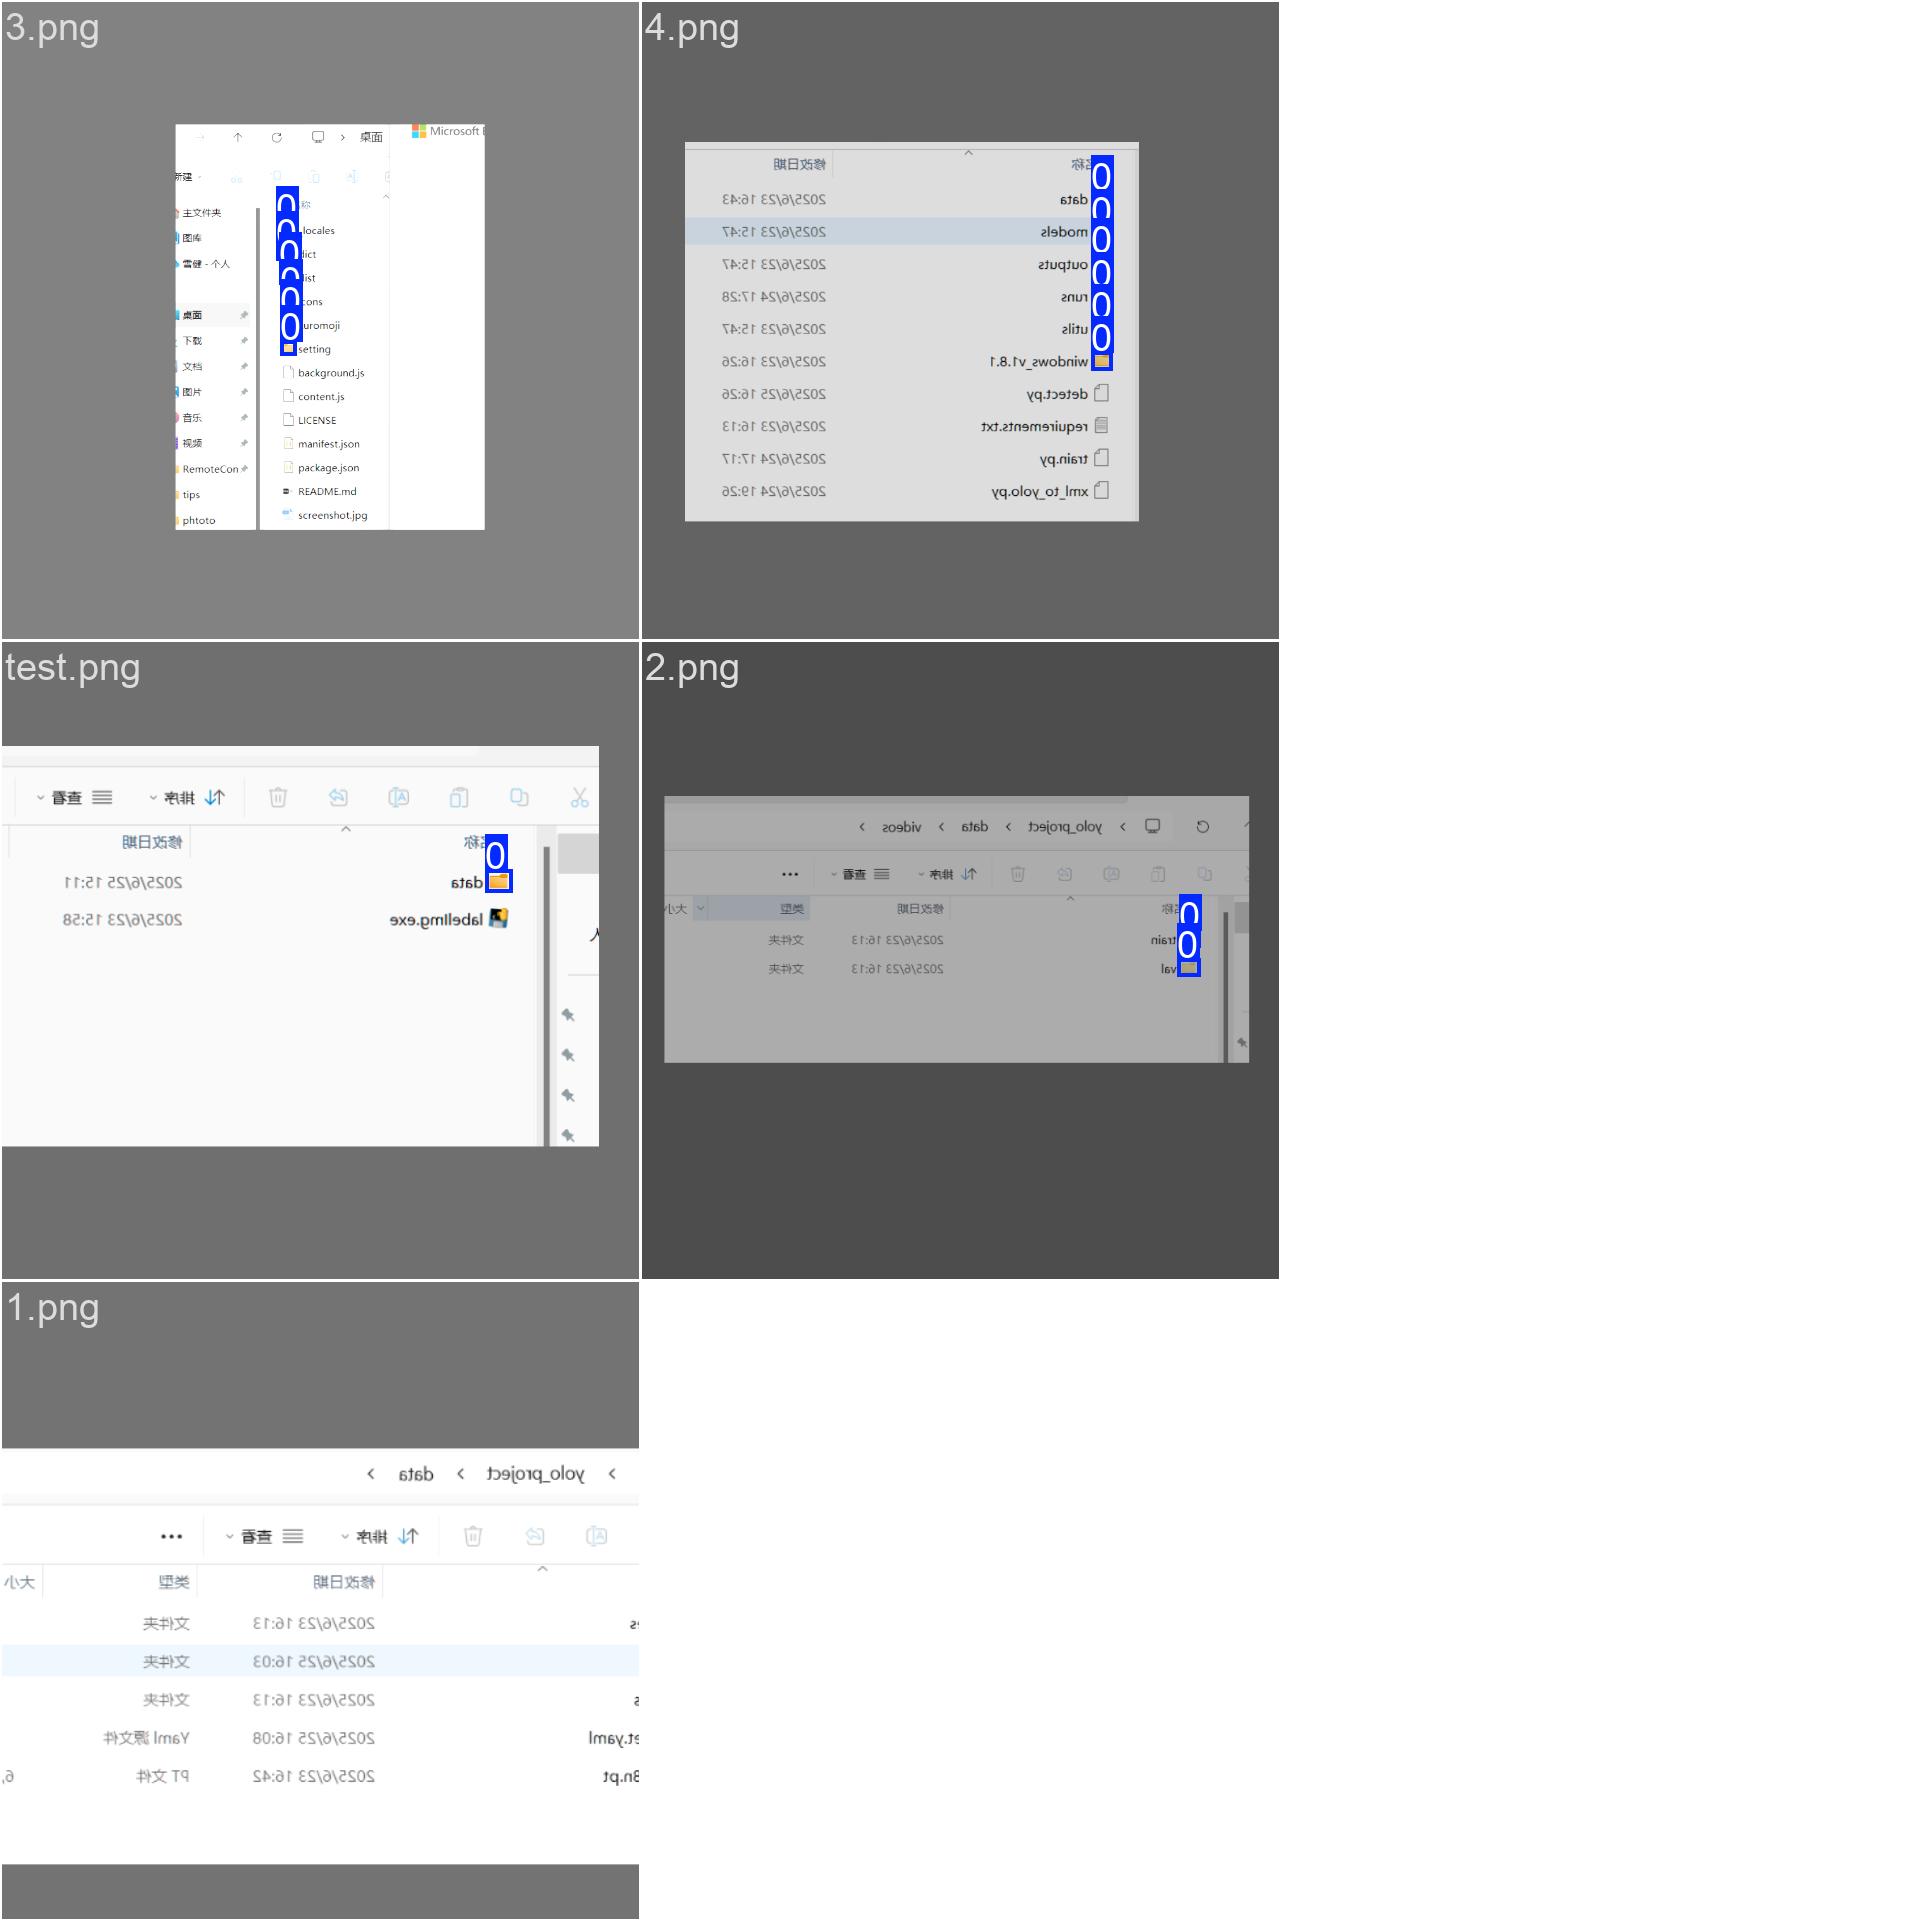 3.png
桌面
Microsoft E
新建
称
主文件夹
locales
图库
dict
雪健 - 个人
list
cons
桌面
uromoji
下载
setting
文档
background.js
图片
content.js
音乐
LICENSE
视频
manifest.json
RemoteCon
package.json
tips
README.md
phtoto
screenshot.jpg
0
0
0
0
0
0
4.png
名称
修改日期
data
2025/6/23 16:43
models
2025/6/23 15:47
outputs
2025/6/23 15:47
runs
2025/6/24 17:28
utils
2025/6/23 15:47
windows_v1.8.1
2025/6/23 16:26
detect.py
2025/6/25 16:26
requirements.txt
2025/6/23 16:13
train.py
2025/6/24 17:17
xml_to_yolo.py
2025/6/24 19:26
0
0
0
0
0
0
test.png
排序
查看
名称
修改日期
0
data
2025/6/25 15:11
labelImg.exe
2025/6/23 15:58
人
2.png
yolo_project
data
videos
排序
查看
•••
名称
修改日期
类型
大小
0
train
2025/6/23 16:13
文件夹
0
val
2025/6/23 16:13
文件夹
1.png
yolo_project
data
排序
查看
•••
修改日期
类型
大小
es
2025/6/23 16:13
文件夹
2025/6/25 16:03
文件夹
s
2025/6/23 16:13
文件夹
et.yaml
2025/6/25 16:08
Yaml 源文件
8n.pt
2025/6/23 16:42
PT 文件
6,